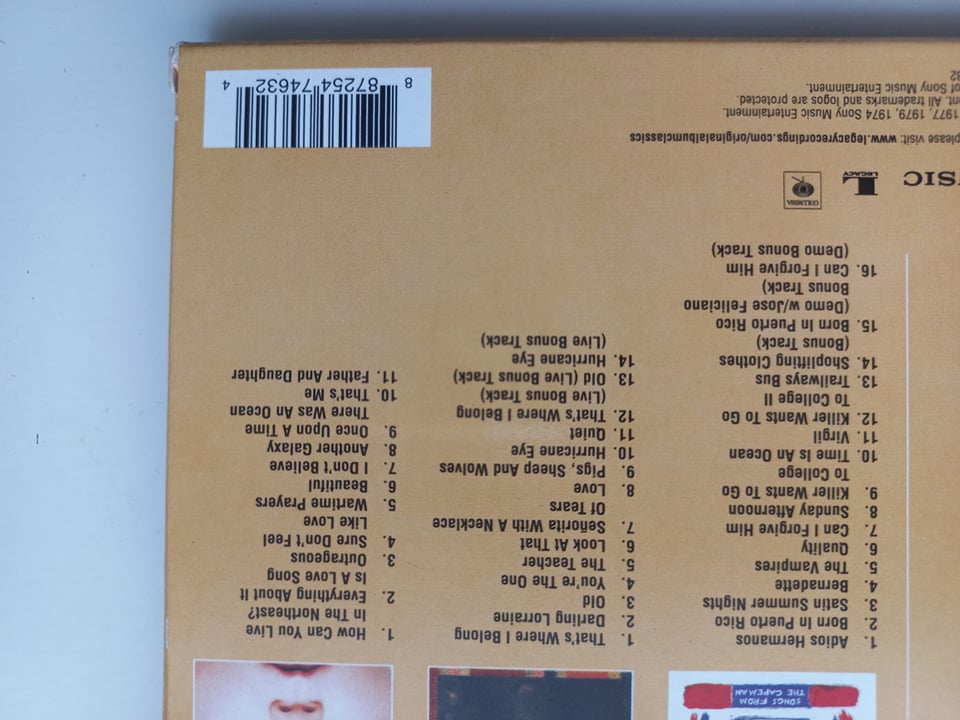 SONGS FROM
THE CAPEMAN
1. Adios Hermanos
2. Born In Puerto Rico
3. Satin Summer Nights
4. Bernadette
5. The Vampires
6. Quality
7. Can I Forgive Him
8. Sunday Afternoon
9. Killer Wants To Go
To College
10. Time Is An Ocean
11. Virgil
12. Killer Wants To Go
To College II
13. Trailways Bus
14. Shoplifting Clothes
(Bonus Track)
15. Born In Puerto Rico
(Demo w/Jose Feliciano
Bonus Track)
16. Can I Forgive Him
(Demo Bonus Track)
1. That's Where I Belong
2. Darling Lorraine
3. Old
4. You're The One
5. The Teacher
6. Look At That
7. Señorita With A Necklace
Of Tears
8. Love
9. Pigs, Sheep And Wolves
10. Hurricane Eye
11. Quiet
12. That's Where I Belong
(Live Bonus Track)
13. Old (Live Bonus Track)
14. Hurricane Eye
(Live Bonus Track)
1. How Can You Live
In The Northeast?
2. Everything About It
Is A Love Song
3. Outrageous
4. Sure Don't Feel
Like Love
5. Wartime Prayers
6. Beautiful
7. I Don't Believe
8. Another Galaxy
9. Once Upon A Time
There Was An Ocean
10. That's Me
11. Father And Daughter
USIC
LEGACY
COLUMBIA
please visit: www.legacyrecordings.com/originalalbumclassics
1977, 1979, 1974 Sony Music Entertainment.
nt. All trademarks and logos are protected.
of Sony Music Entertainment.
82
8 87254 74632 4